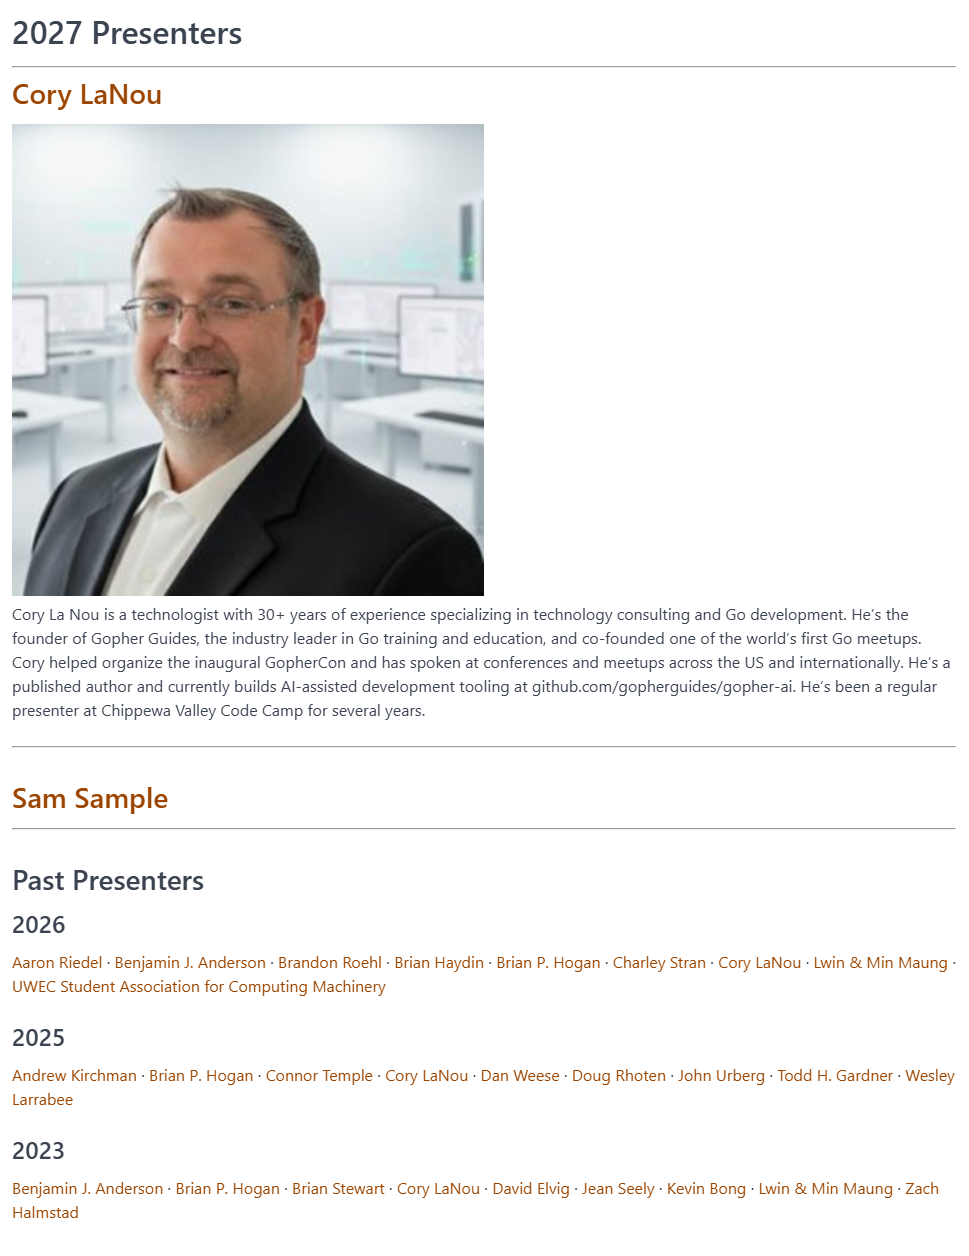 2027 Presenters
Cory LaNou
Cory La Nou is a technologist with 30+ years of experience specializing in technology consulting and Go development. He’s the
founder of Gopher Guides, the industry leader in Go training and education, and co-founded one of the world’s first Go meetups.
Cory helped organize the inaugural GopherCon and has spoken at conferences and meetups across the US and internationally. He’s a
published author and currently builds AI-assisted development tooling at github.com/gopherguides/gopher-ai. He’s been a regular
presenter at Chippewa Valley Code Camp for several years.
Sam Sample
Past Presenters
2026
Aaron Riedel · Benjamin J. Anderson · Brandon Roehl · Brian Haydin · Brian P. Hogan · Charley Stran · Cory LaNou · Lwin & Min Maung ·
UWEC Student Association for Computing Machinery
2025
Andrew Kirchman · Brian P. Hogan · Connor Temple · Cory LaNou · Dan Weese · Doug Rhoten · John Urberg · Todd H. Gardner · Wesley
Larrabee
2023
Benjamin J. Anderson · Brian P. Hogan · Brian Stewart · Cory LaNou · David Elvig · Jean Seely · Kevin Bong · Lwin & Min Maung · Zach
Halmstad